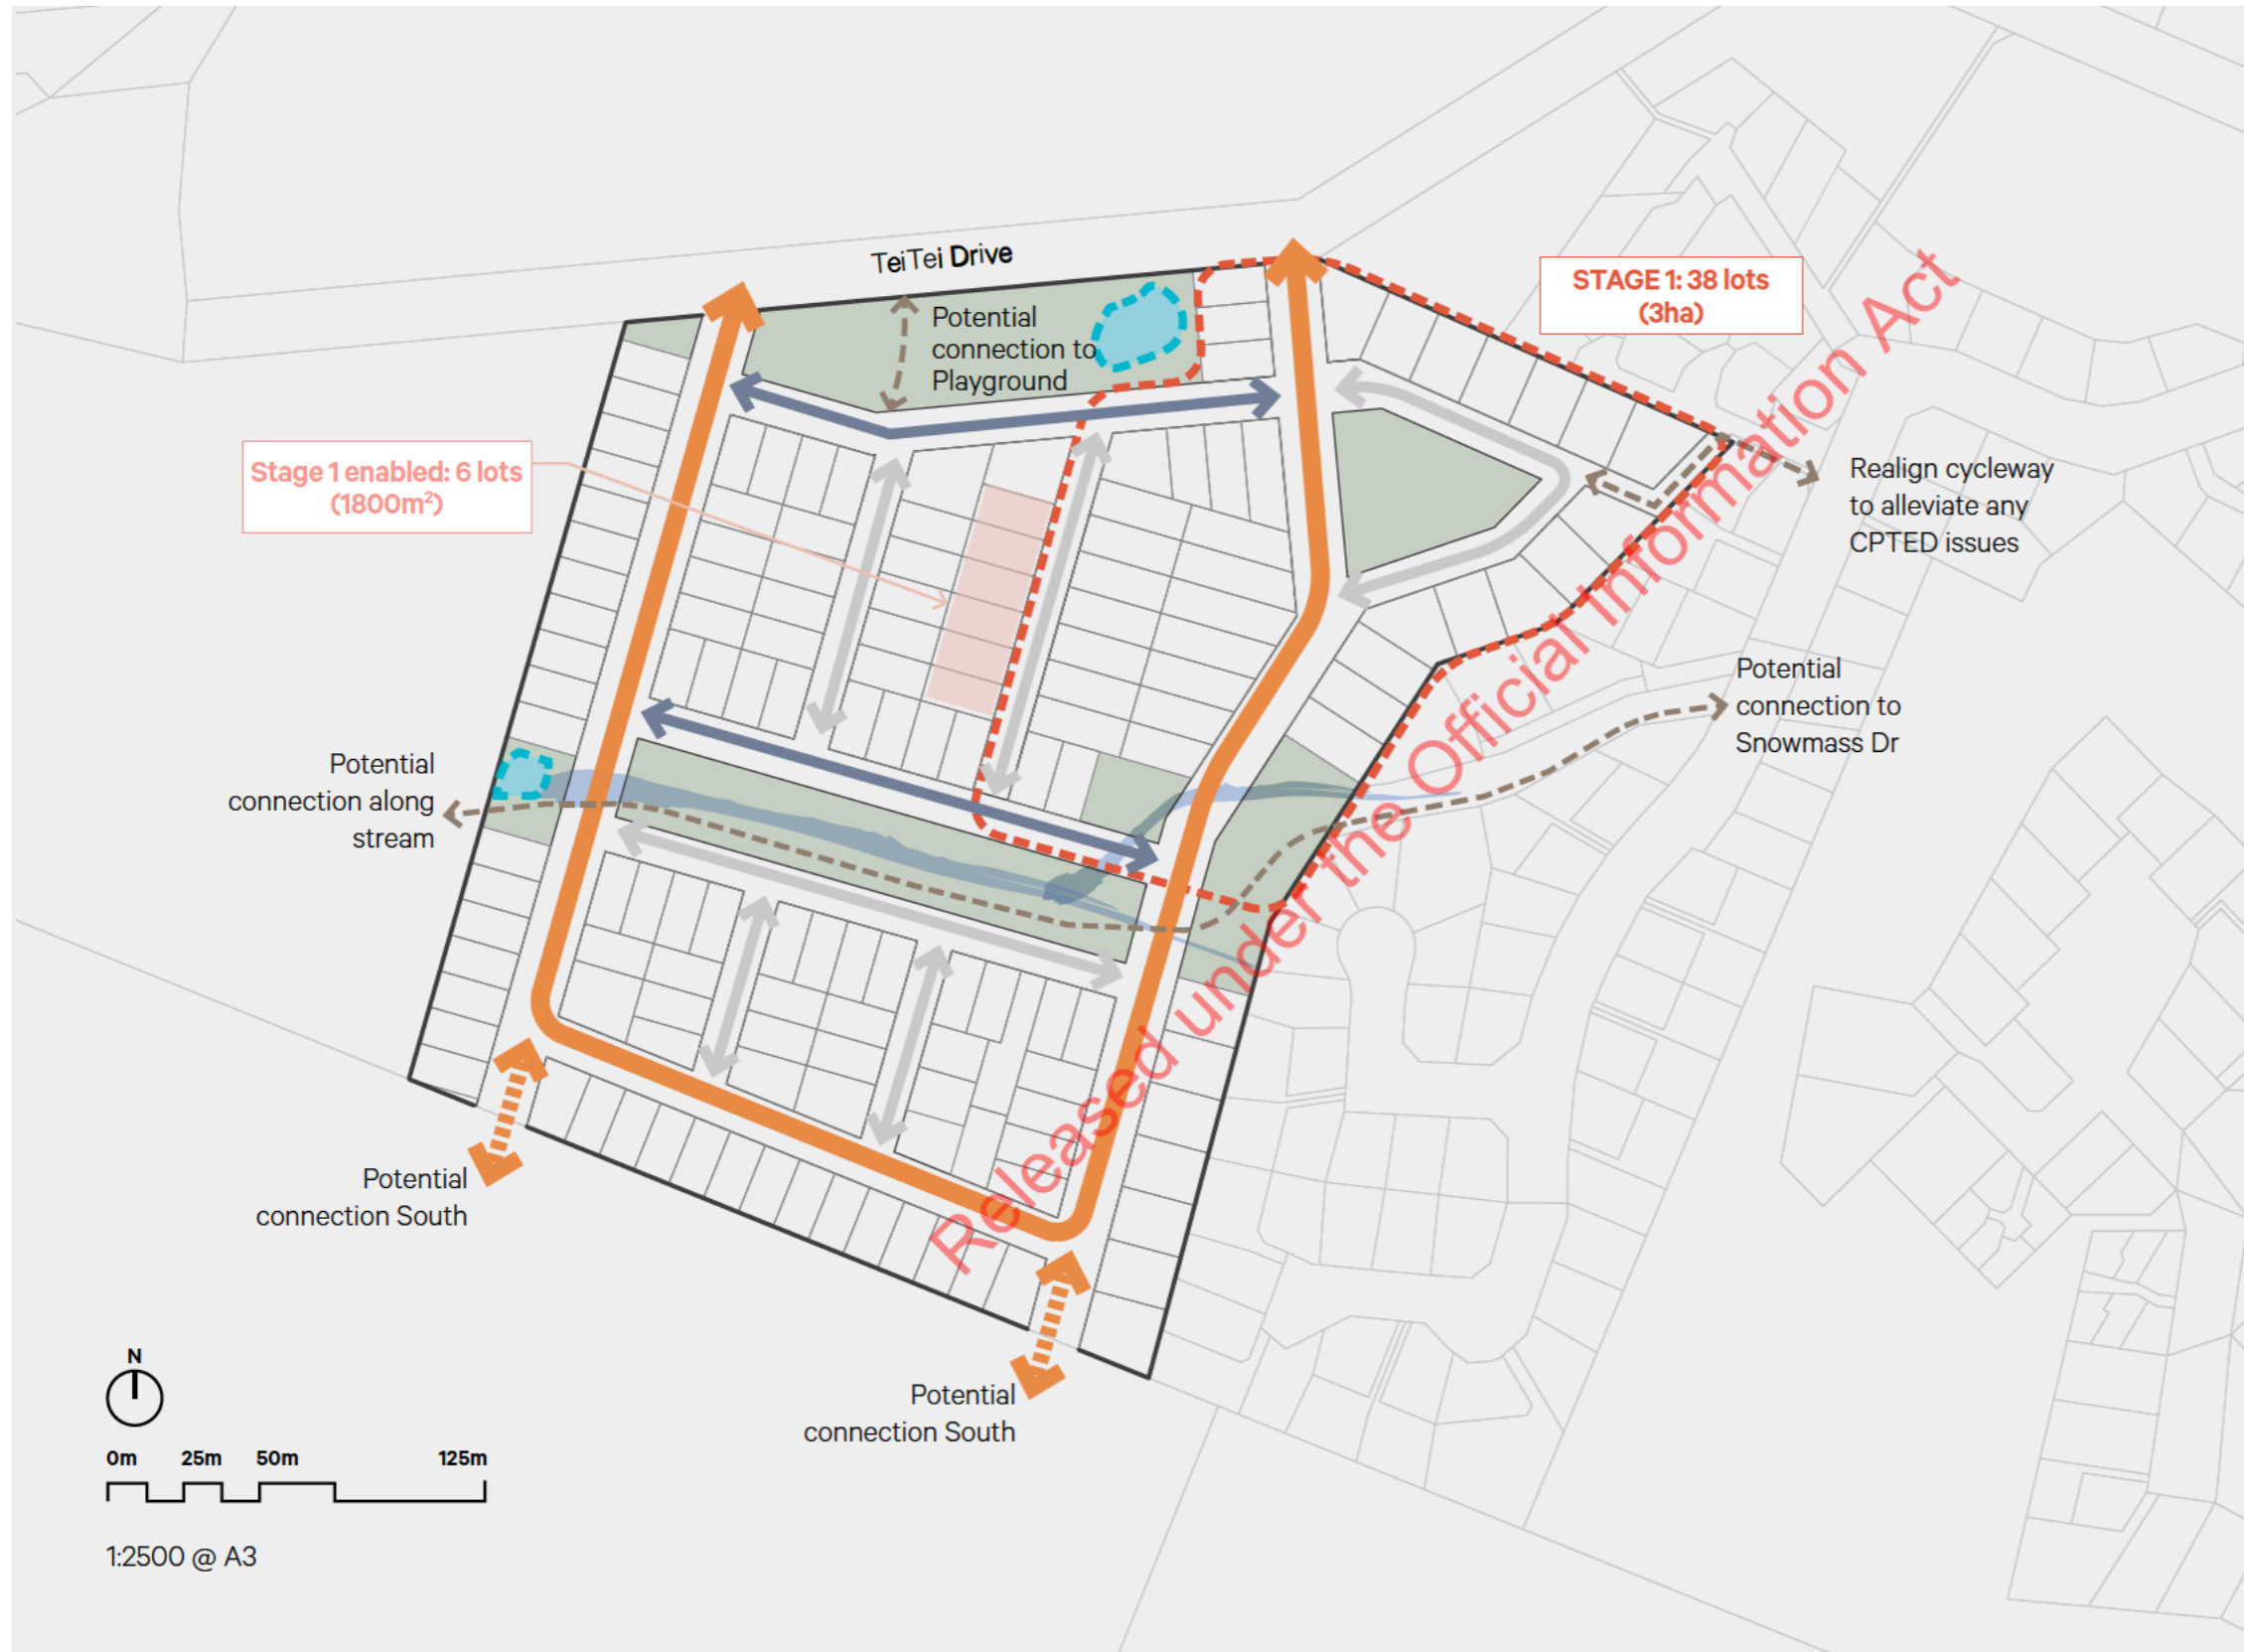 TeiTei Drive
STAGE 1: 38 lots
(3ha)
Potential
connection to
Playground
Stage 1 enabled: 6 lots
(1800m²)
Realign cycleway
to alleviate any
CPTED issues
Potential
connection to
Snowmass Dr
Potential
connection along
stream
Potential
connection South
Potential
connection South
Released under the Official Information Act
N
0m 25m 50m 125m
1:2500 @ A3